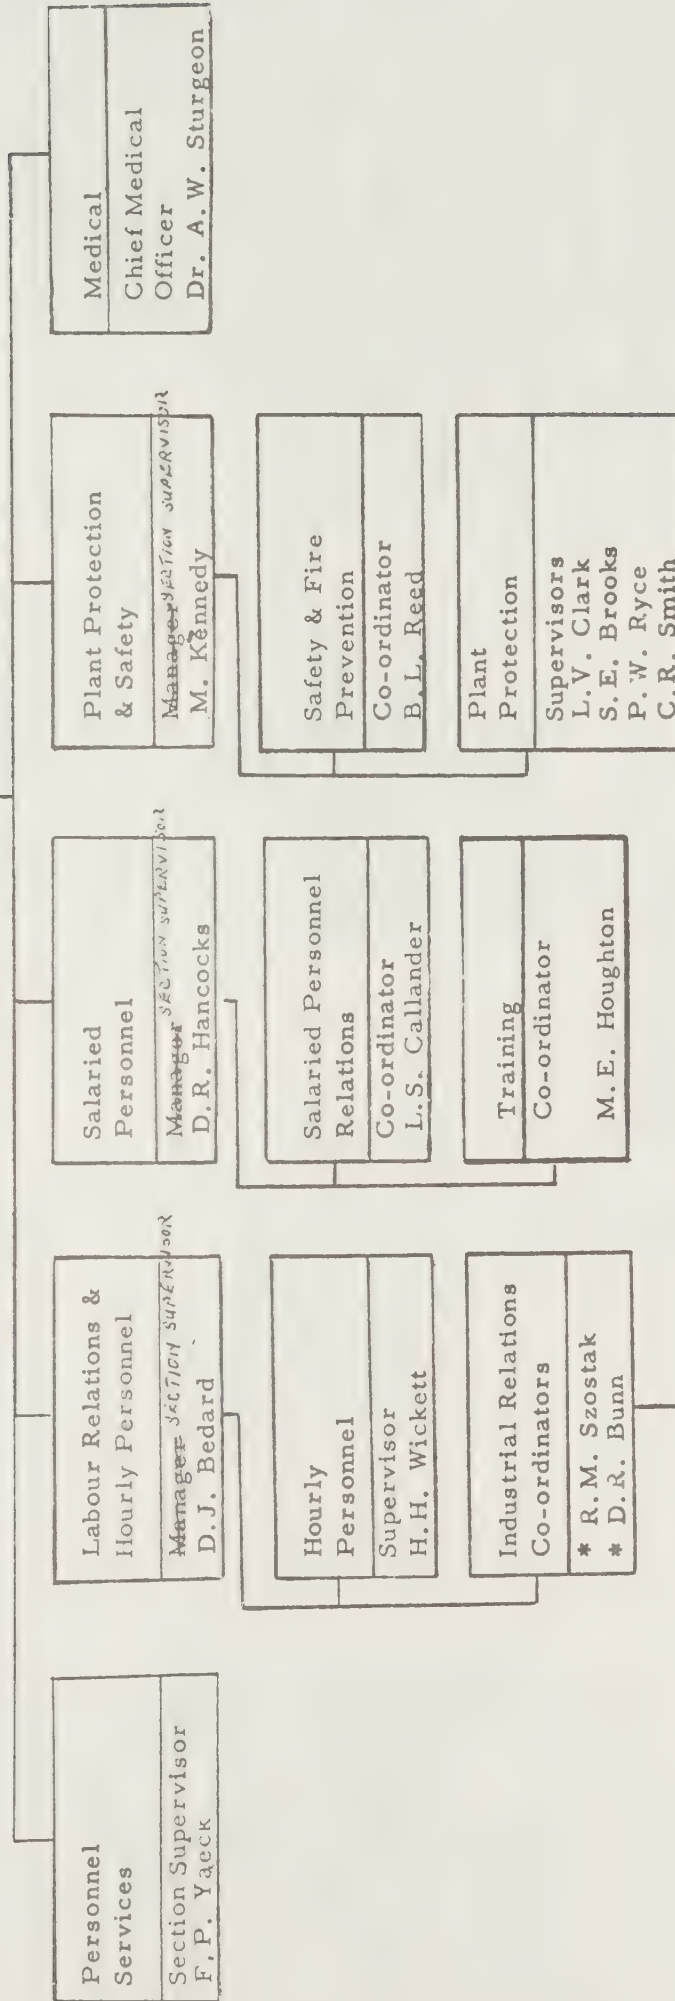 Personnel
Services
Section Supervisor
F.P. Yaeck
Labour Relations &
Hourly Personnel
Manager SECTION SUPERVISOR
D.J. Bedard
Hourly
Personnel
Supervisor
H.H. Wickett
Industrial Relations
Co-ordinators
* R.M. Szostak
* D.R. Bunn
Salaried
Personnel
Manager SECTION SUPERVISOR
D.R. Hancocks
Salaried Personnel
Relations
Co-ordinator
L.S. Callander
Training
Co-ordinator
M.E. Houghton
Plant Protection
& Safety
Manager SECTION SUPERVISOR
M. Kennedy
Safety & Fire
Prevention
Co-ordinator
B.L. Reed
Plant
Protection
Supervisors
L.V. Clark
S.E. Brooks
P.W. Ryce
C.R. Smith
Medical
Chief Medical
Officer
Dr. A.W. Sturgeon